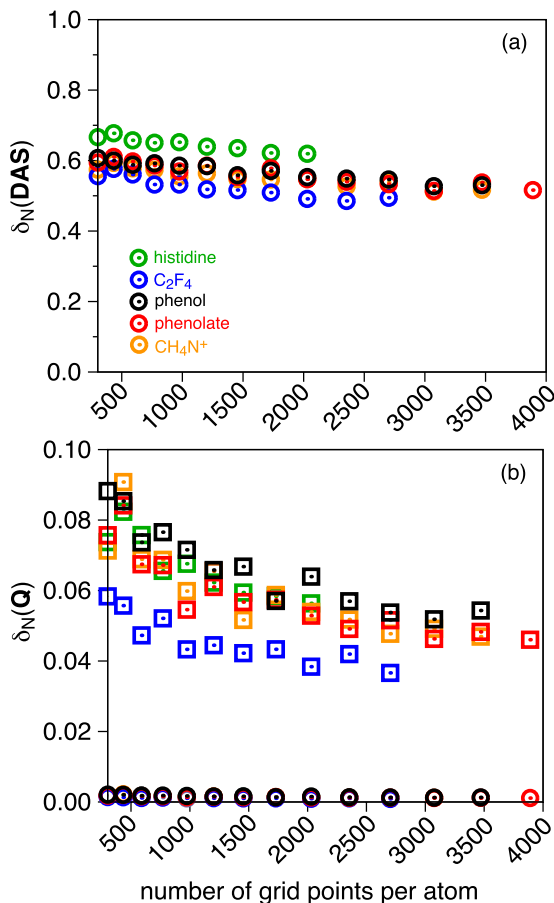 (a)
1.0
0.8
0.6
0.4
0.2
0.0
δN(DAS)
histidine
C2F4
phenol
phenolate
CH4N+
500 1000 1500 2000 2500 3000 3500 4000
(b)
0.10
0.08
0.06
0.04
0.02
0.00
δN(Q)
500 1000 1500 2000 2500 3000 3500 4000
number of grid points per atom